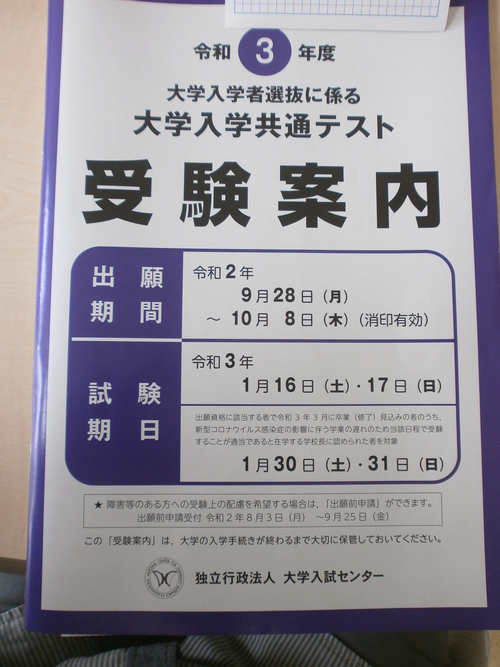 令和 3 年度
大学入学者選抜に係る
大学入学共通テスト
受験案内
出願期間
令和2年
9月28日(月)
～ 10月 8日(木)(消印有効)
試験期日
令和3年
1月16日(土)・17日(日)
出願資格に該当する者で令和3年3月に卒業(修了)見込みの者のうち、
新型コロナウイルス感染症の影響に伴う学業の遅れのため当該日程で受験
することが適当であると在学する学校長に認められた者を対象
1月30日(土)・31日(日)
★ 障害等のある方への受験上の配慮を希望する場合は,「出願前申請」ができます。
出願前申請受付 令和2年8月3日(月) ～9月25日(金)
この「受験案内」は、大学の入学手続きが終わるまで大切に保管しておいてください。
独立行政法人 大学入試センター